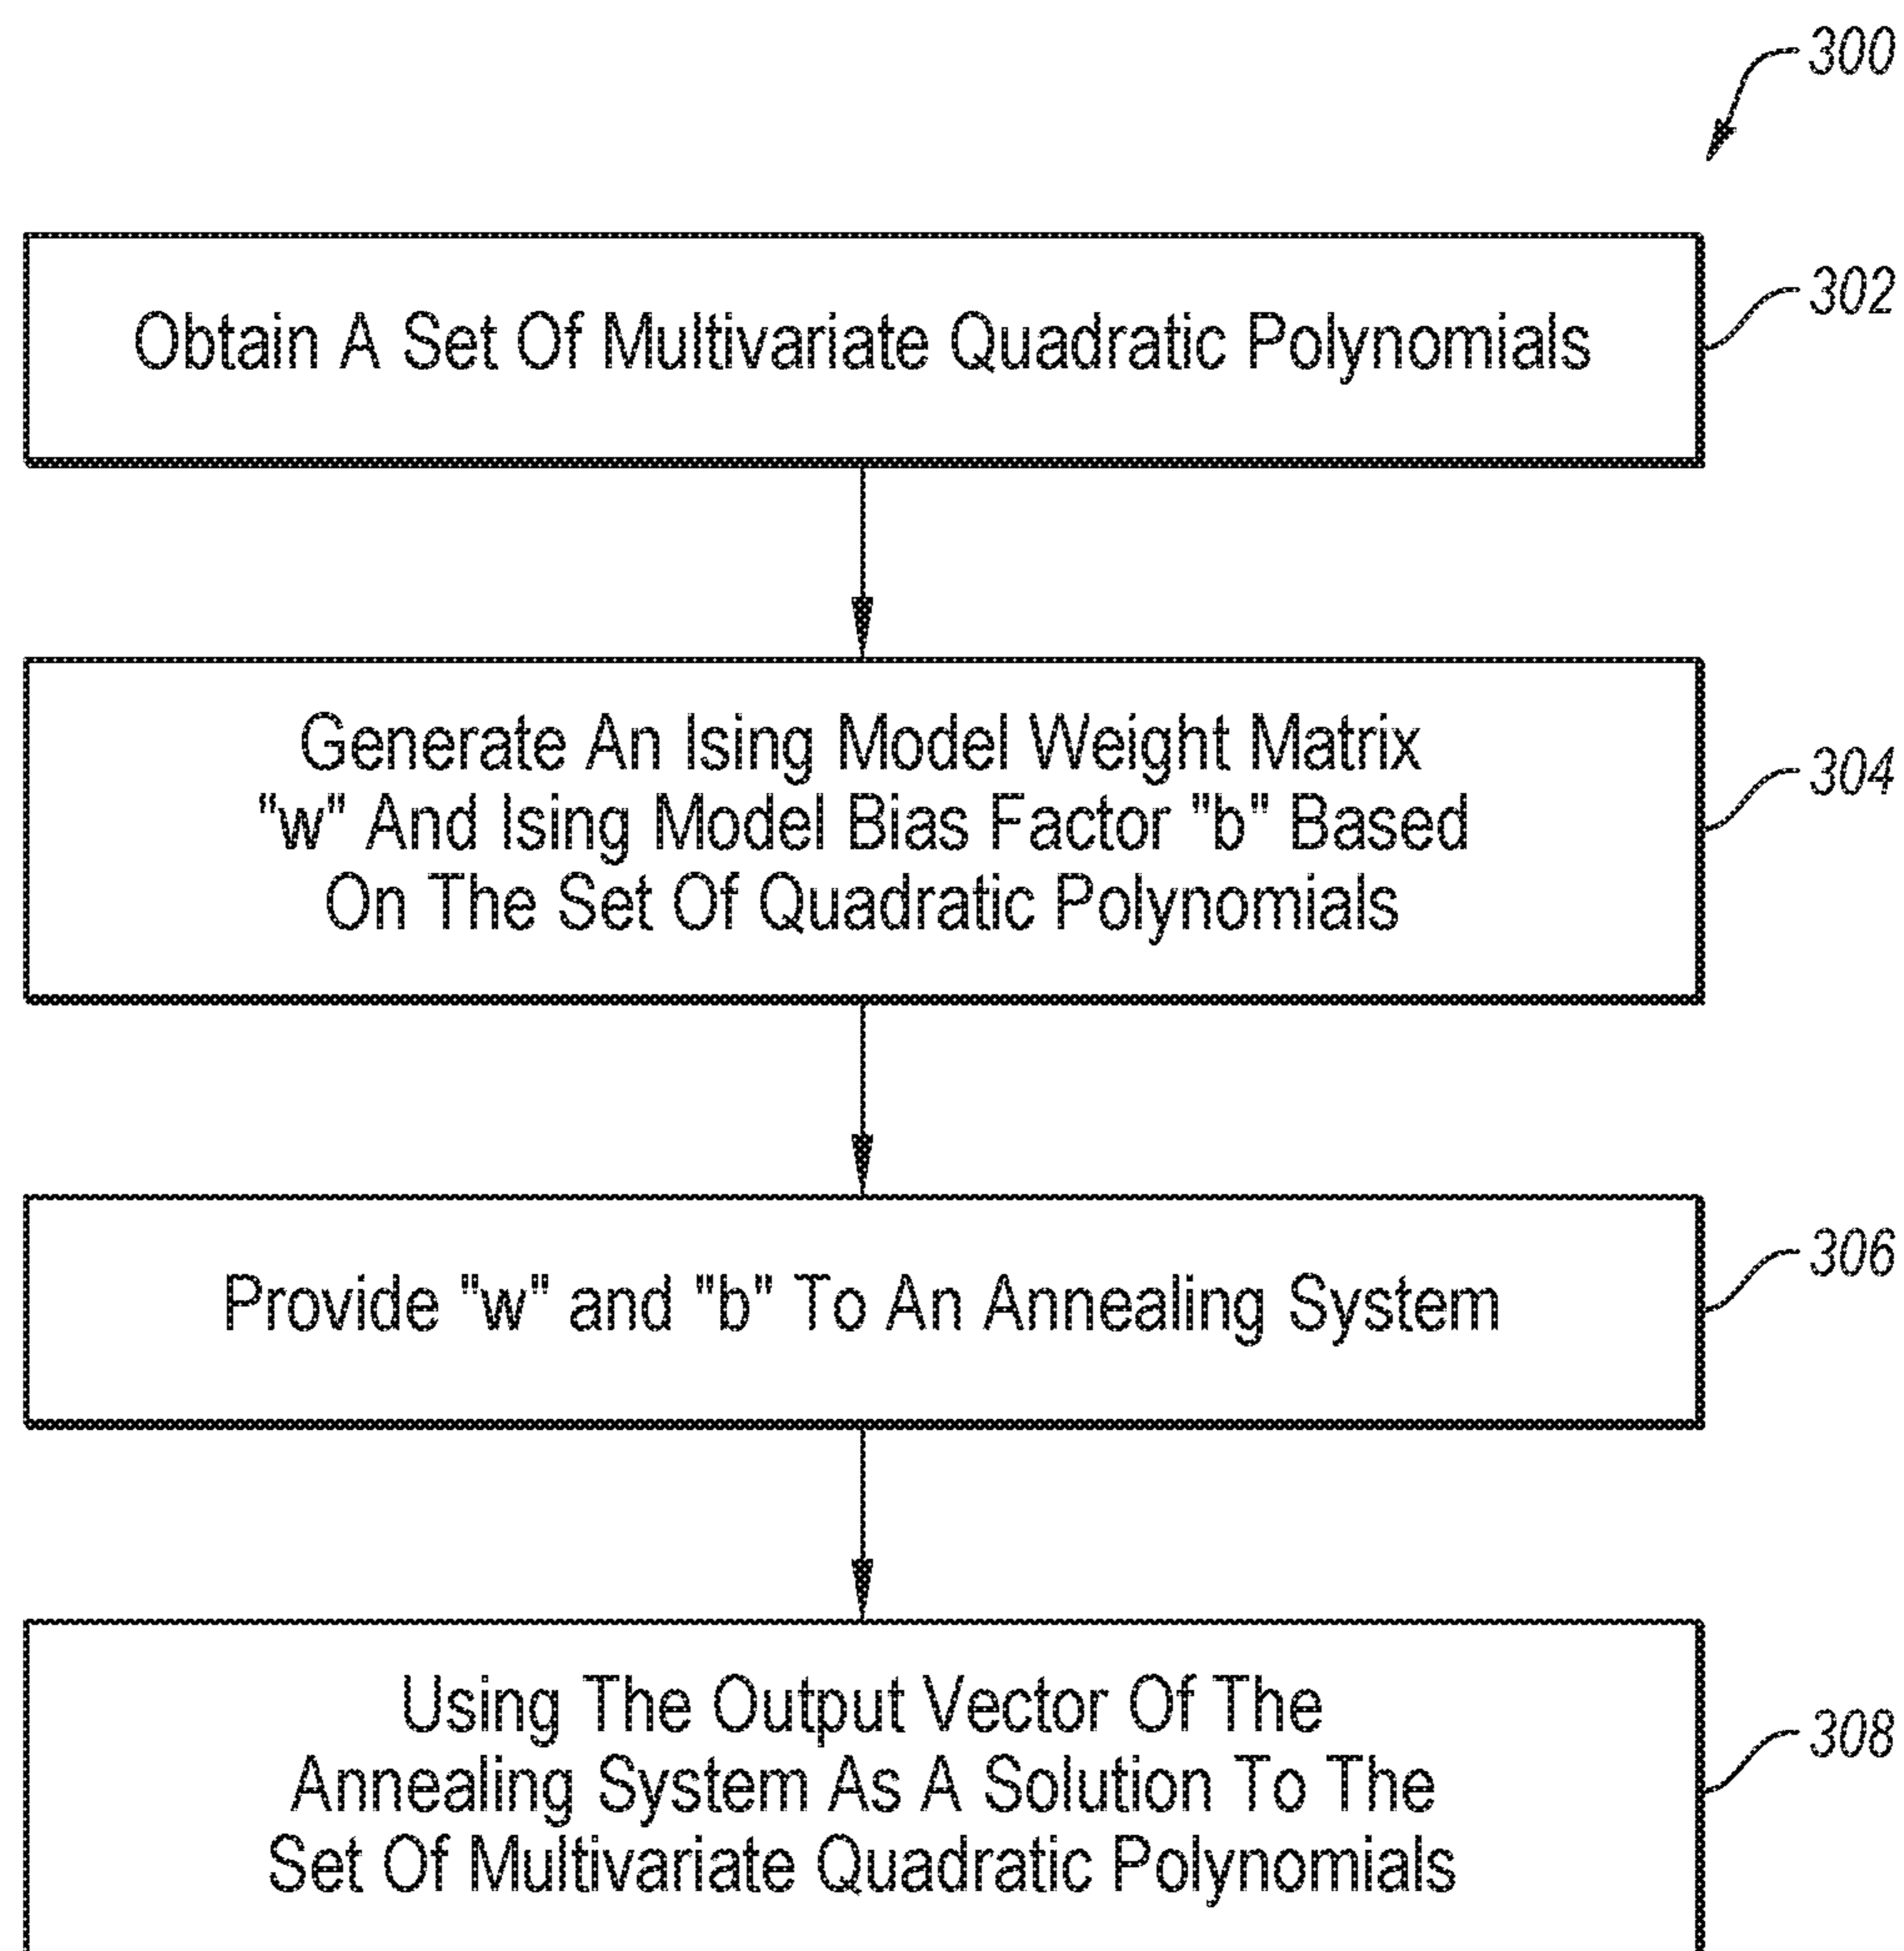 300
Obtain A Set Of Multivariate Quadratic Polynomials
302
Generate An Ising Model Weight Matrix
"w" And Ising Model Bias Factor "b" Based
On The Set Of Quadratic Polynomials
304
Provide "w" and "b" To An Annealing System
306
Using The Output Vector Of The
Annealing System As A Solution To The
Set Of Multivariate Quadratic Polynomials
308